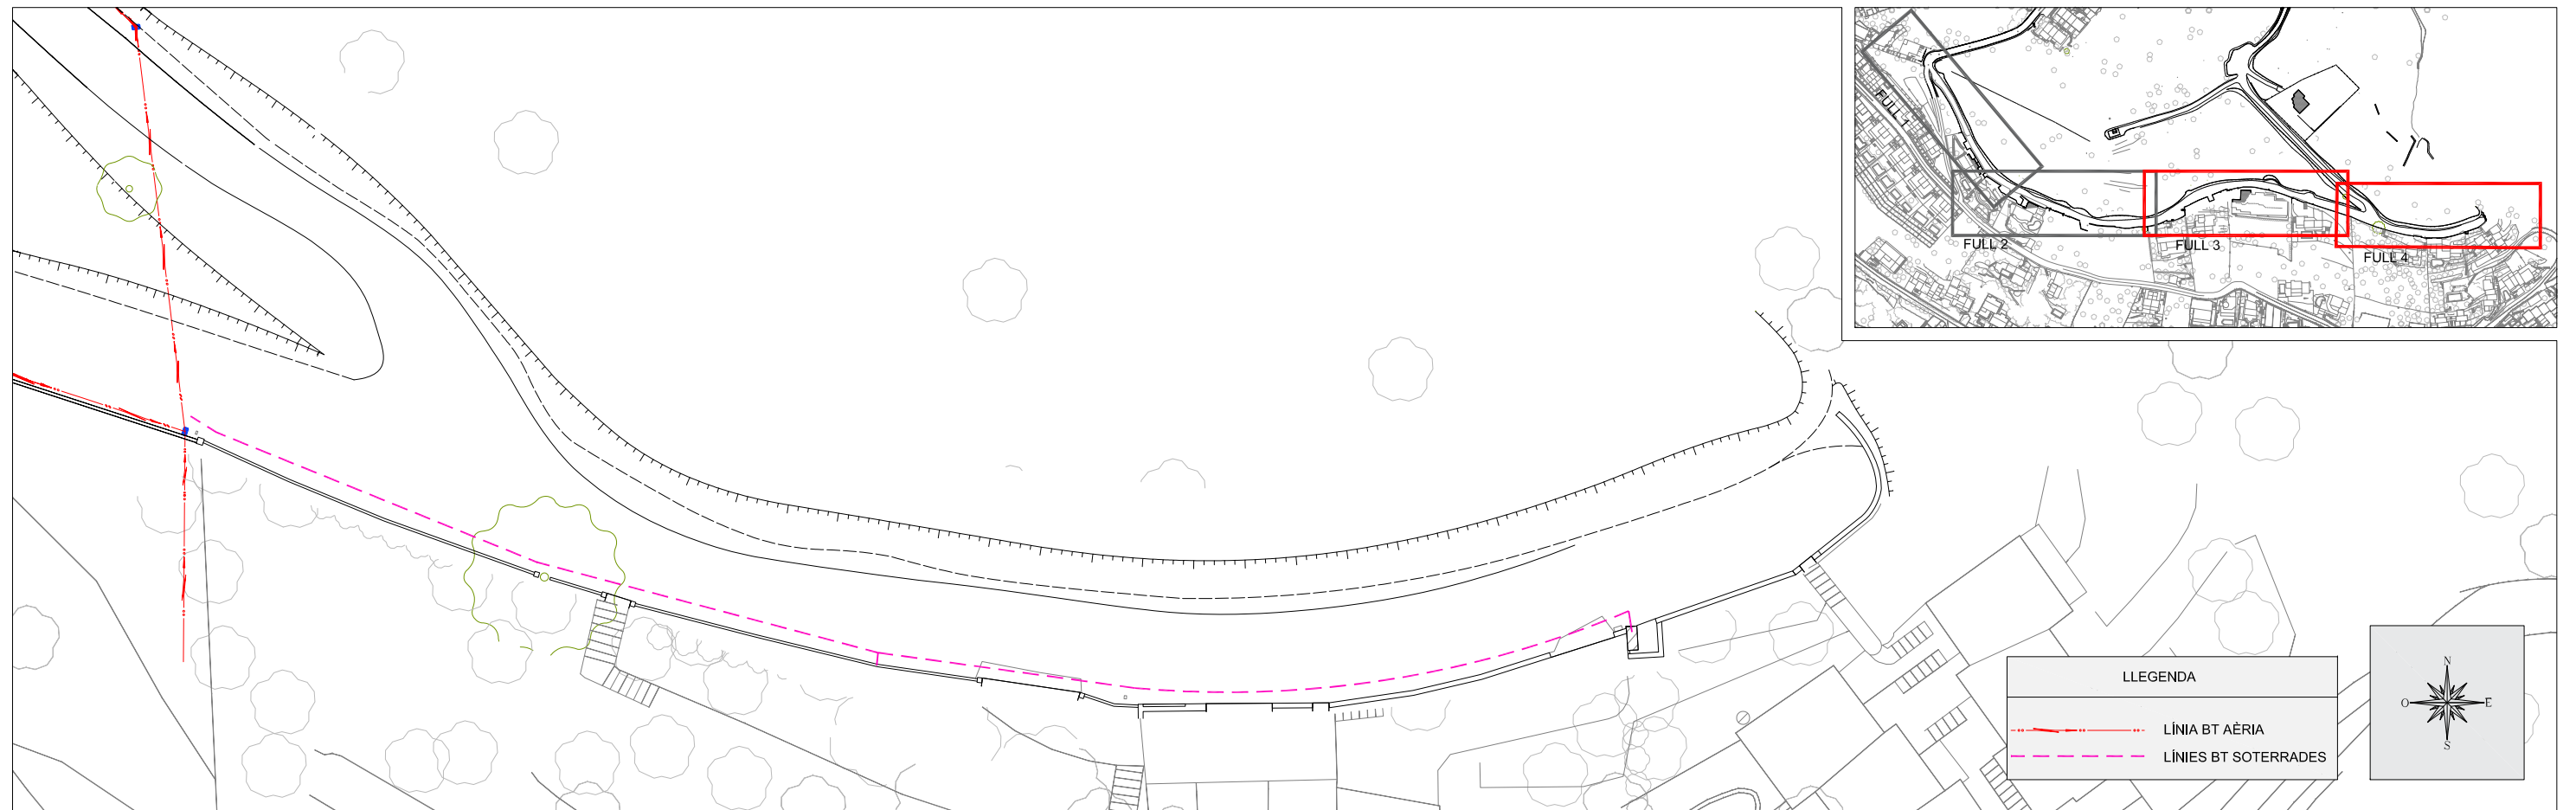 FULL 1
FULL 2
FULL 3
FULL 4
LLEGENDA
LÍNIA BT AÈRIA
LÍNIES BT SOTERRADES
N
O
E
S